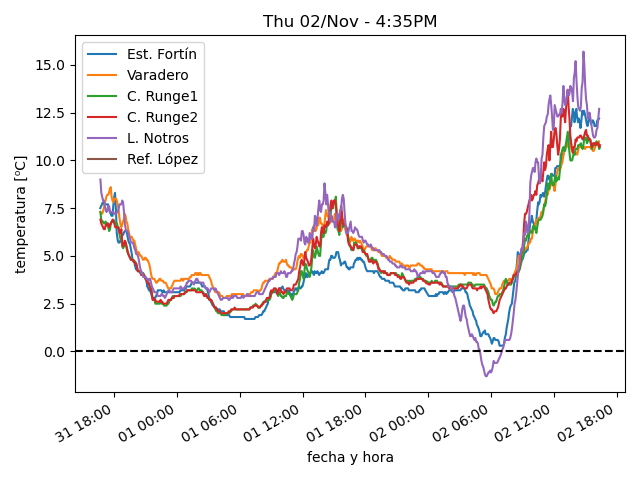 Thu 02/Nov - 4:35PM
temperatura [ºC]
15.0
12.5
10.0
7.5
5.0
2.5
0.0
Est. Fortín
Varadero
C. Runge1
C. Runge2
L. Notros
Ref. López
31 18:00
01 00:00
01 06:00
01 12:00
01 18:00
02 00:00
02 06:00
02 12:00
02 18:00
fecha y hora